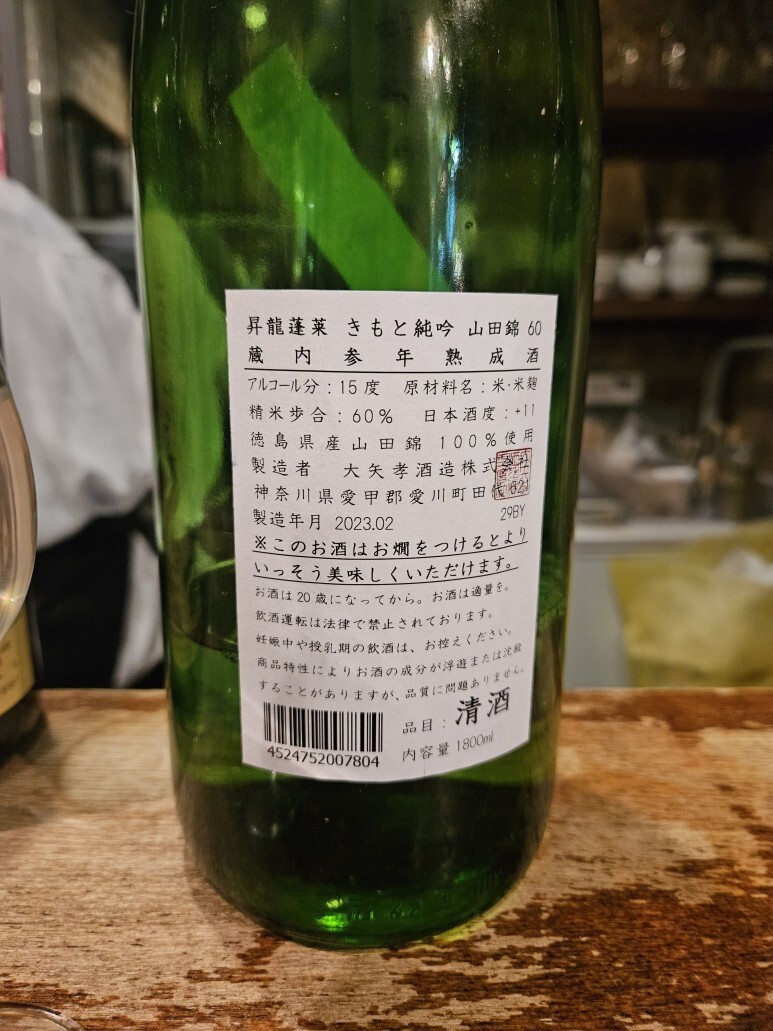 昇龍蓬莱 きもと純吟 山田錦 60
蔵内参年熟成酒
アルコール分：15度 原材料名：米・米麹
精米歩合：60% 日本酒度：+11
徳島県産山田錦100%使用
製造者 大矢孝酒造株式会社
神奈川県愛甲郡愛川町田代521
製造年月 2023.02 29BY
※このお酒はお燗をつけるとより
いっそう美味しくいただけます。
お酒は20歳になってから。お酒は適量を。
飲酒運転は法律で禁止されております。
妊娠中や授乳期の飲酒は、お控えください。
商品特性によりお酒の成分が浮遊または沈殿
することがありますが、品質に問題ありません。
品目：清酒
内容量 1800ml
4524752007804